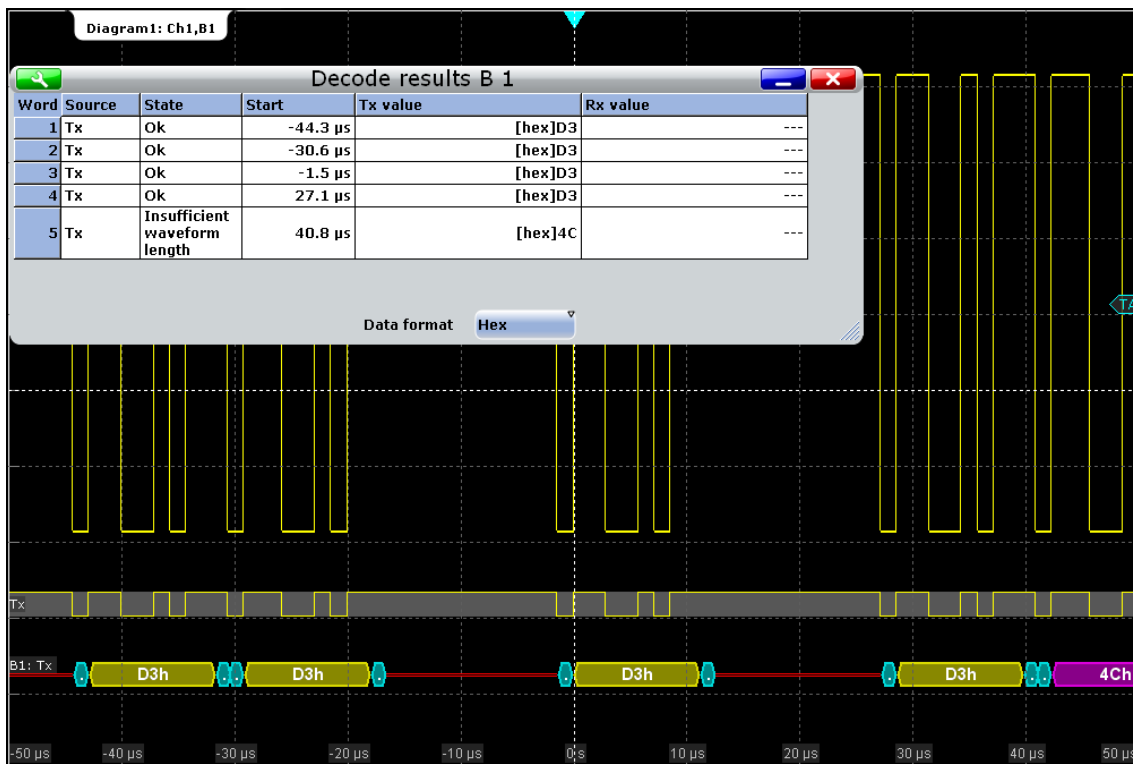 Diagram1: Ch1,B1
Decode results B 1
Word Source State Start Tx value Rx value
1 Tx Ok -44.3 µs [hex]D3 ---
2 Tx Ok -30.6 µs [hex]D3 ---
3 Tx Ok -1.5 µs [hex]D3 ---
4 Tx Ok 27.1 µs [hex]D3 ---
Insufficient
5 Tx waveform 40.8 µs [hex]4C ---
length
Data format Hex
TA
Tx
B1: Tx
D3h D3h D3h D3h 4Ch
-50 µs -40 µs -30 µs -20 µs -10 µs 0 s 10 µs 20 µs 30 µs 40 µs 50 µs